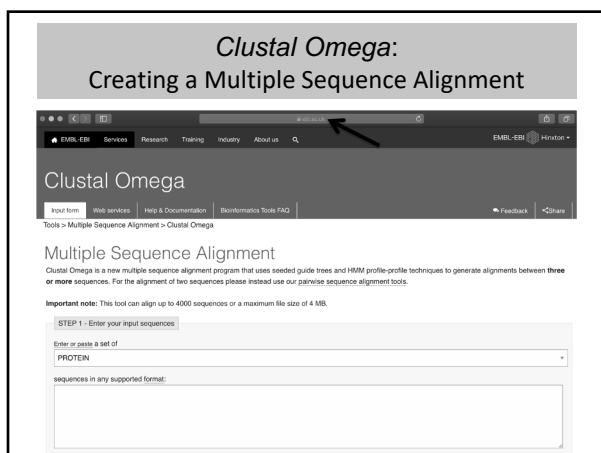 Clustal Omega:
Creating a Multiple Sequence Alignment
ebi.ac.uk
EMBL-EBI Services Research Training Industry About us
EMBL-EBI Hinxton
Clustal Omega
Input form Web services Help & Documentation Bioinformatics Tools FAQ Feedback Share
Tools > Multiple Sequence Alignment > Clustal Omega
Multiple Sequence Alignment
Clustal Omega is a new multiple sequence alignment program that uses seeded guide trees and HMM profile-profile techniques to generate alignments between three
or more sequences. For the alignment of two sequences please instead use our pairwise sequence alignment tools.
Important note: This tool can align up to 4000 sequences or a maximum file size of 4 MB.
STEP 1 - Enter your input sequences
Enter or paste a set of
PROTEIN
sequences in any supported format: